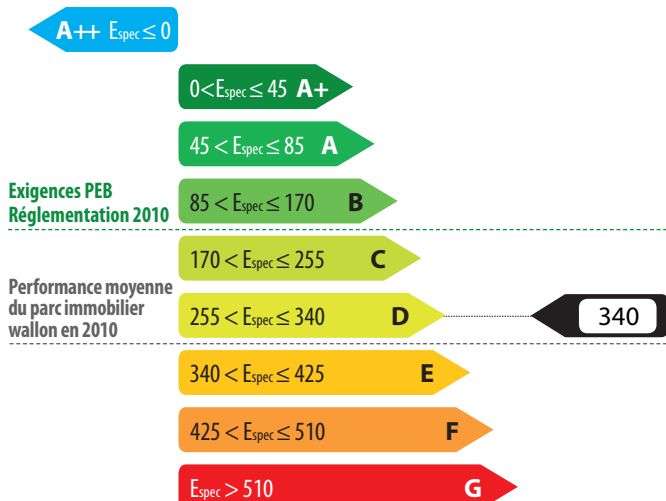 A++ Espec ≤ 0
0<Espec ≤ 45 A+
45 < Espec ≤ 85 A
Exigences PEB
Réglementation 2010
85 < Espec ≤ 170 B
170 < Espec ≤ 255 C
Performance moyenne
du parc immobilier
wallon en 2010
255 < Espec ≤ 340 D
340
340 < Espec ≤ 425 E
425 < Espec ≤ 510 F
Espec > 510 G